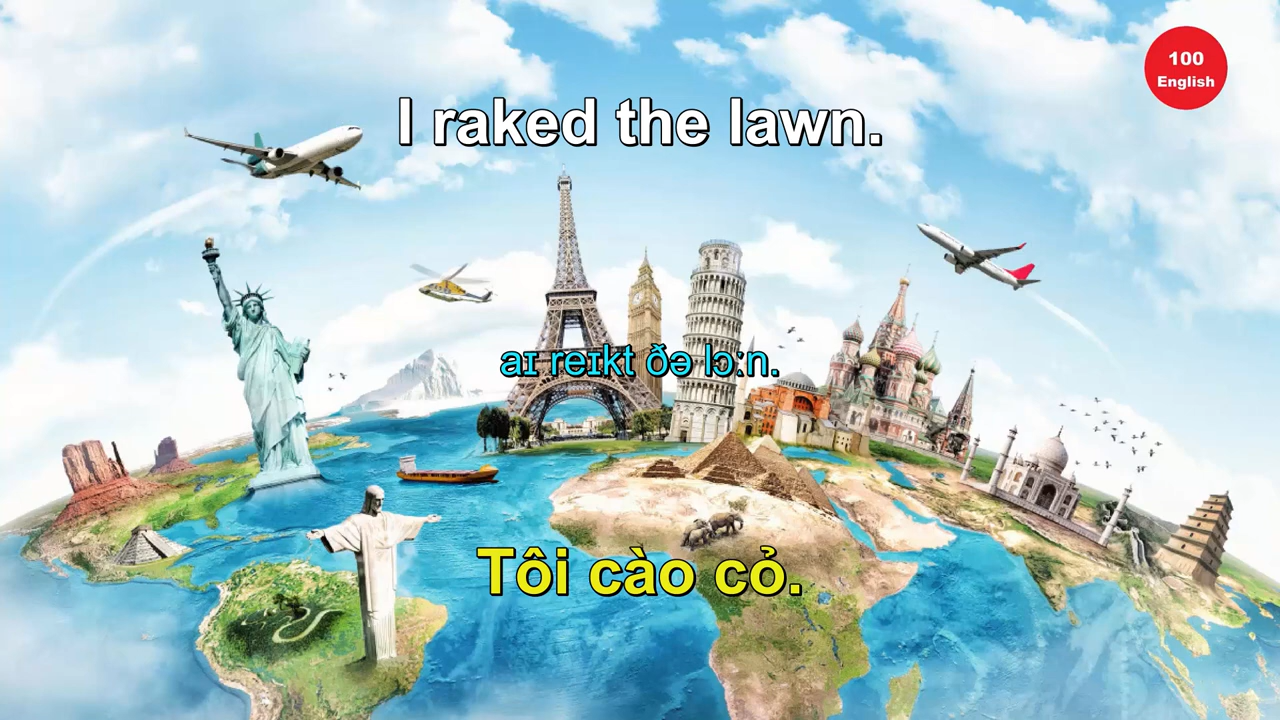 100
English
I raked the lawn.
aɪ reɪkt ðə lɔːn.
Tôi cào cỏ.